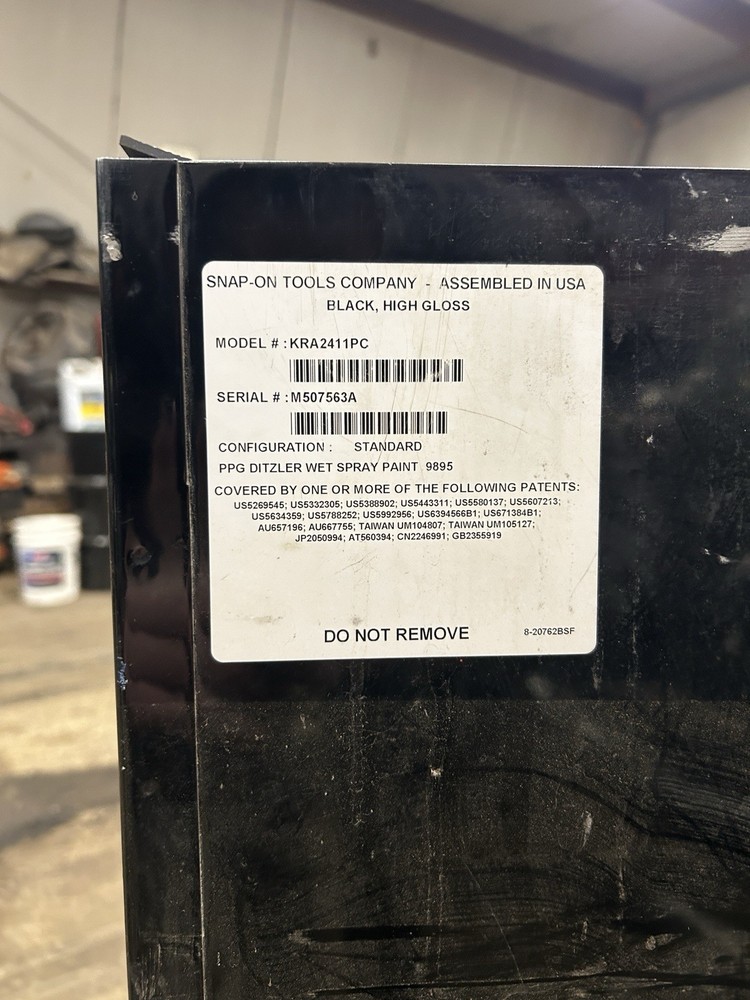 SNAP-ON TOOLS COMPANY - ASSEMBLED IN USA
BLACK, HIGH GLOSS
MODEL # : KRA2411PC
SERIAL # : M507563A
CONFIGURATION : STANDARD
PPG DITZLER WET SPRAY PAINT 9895
COVERED BY ONE OR MORE OF THE FOLLOWING PATENTS:
US5269545; US5332305; US5388902; US5443311; US5580137; US5607213;
US5634359; US5788252; US5992956; US6394566B1; US671384B1;
AU657196; AU667755; TAIWAN UM104807; TAIWAN UM105127;
JP2050994; AT560394; CN2246991; GB2355919
DO NOT REMOVE
8-20762BSF